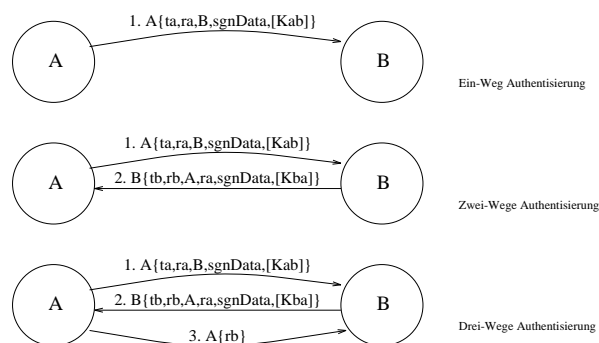 1. A{ta,ra,B,sgnData,[Kab]}
A
B
Ein-Weg Authentisierung
1. A{ta,ra,B,sgnData,[Kab]}
A
2. B{tb,rb,A,ra,sgnData,[Kba]}
B
Zwei-Wege Authentisierung
1. A{ta,ra,B,sgnData,[Kab]}
A
2. B{tb,rb,A,ra,sgnData,[Kba]}
B
3. A{rb}
Drei-Wege Authentisierung